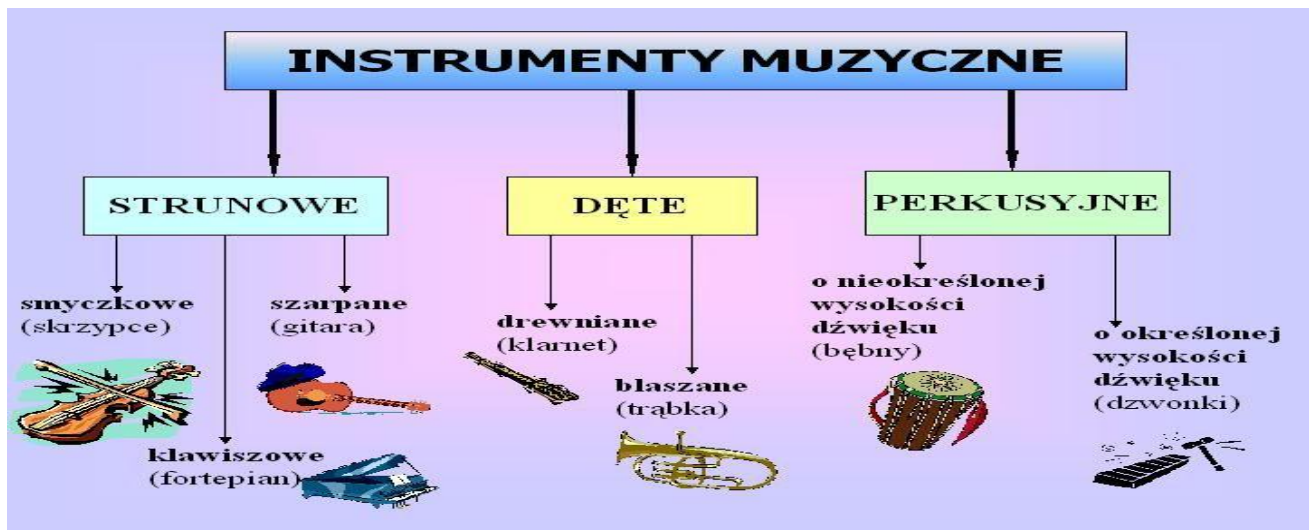 INSTRUMENTY MUZYCZNE
STRUNOWE
DĘTE
PERKUSYJNE
smyczkowe
(skrzypce)
szarpane
(gitara)
klawiszowe
(fortepian)
drewniane
(klarnet)
blaszane
(trąbka)
o nieokreślonej
wysokości
dźwięku
(bębny)
o określonej
wysokości
dźwięku
(dzwonki)